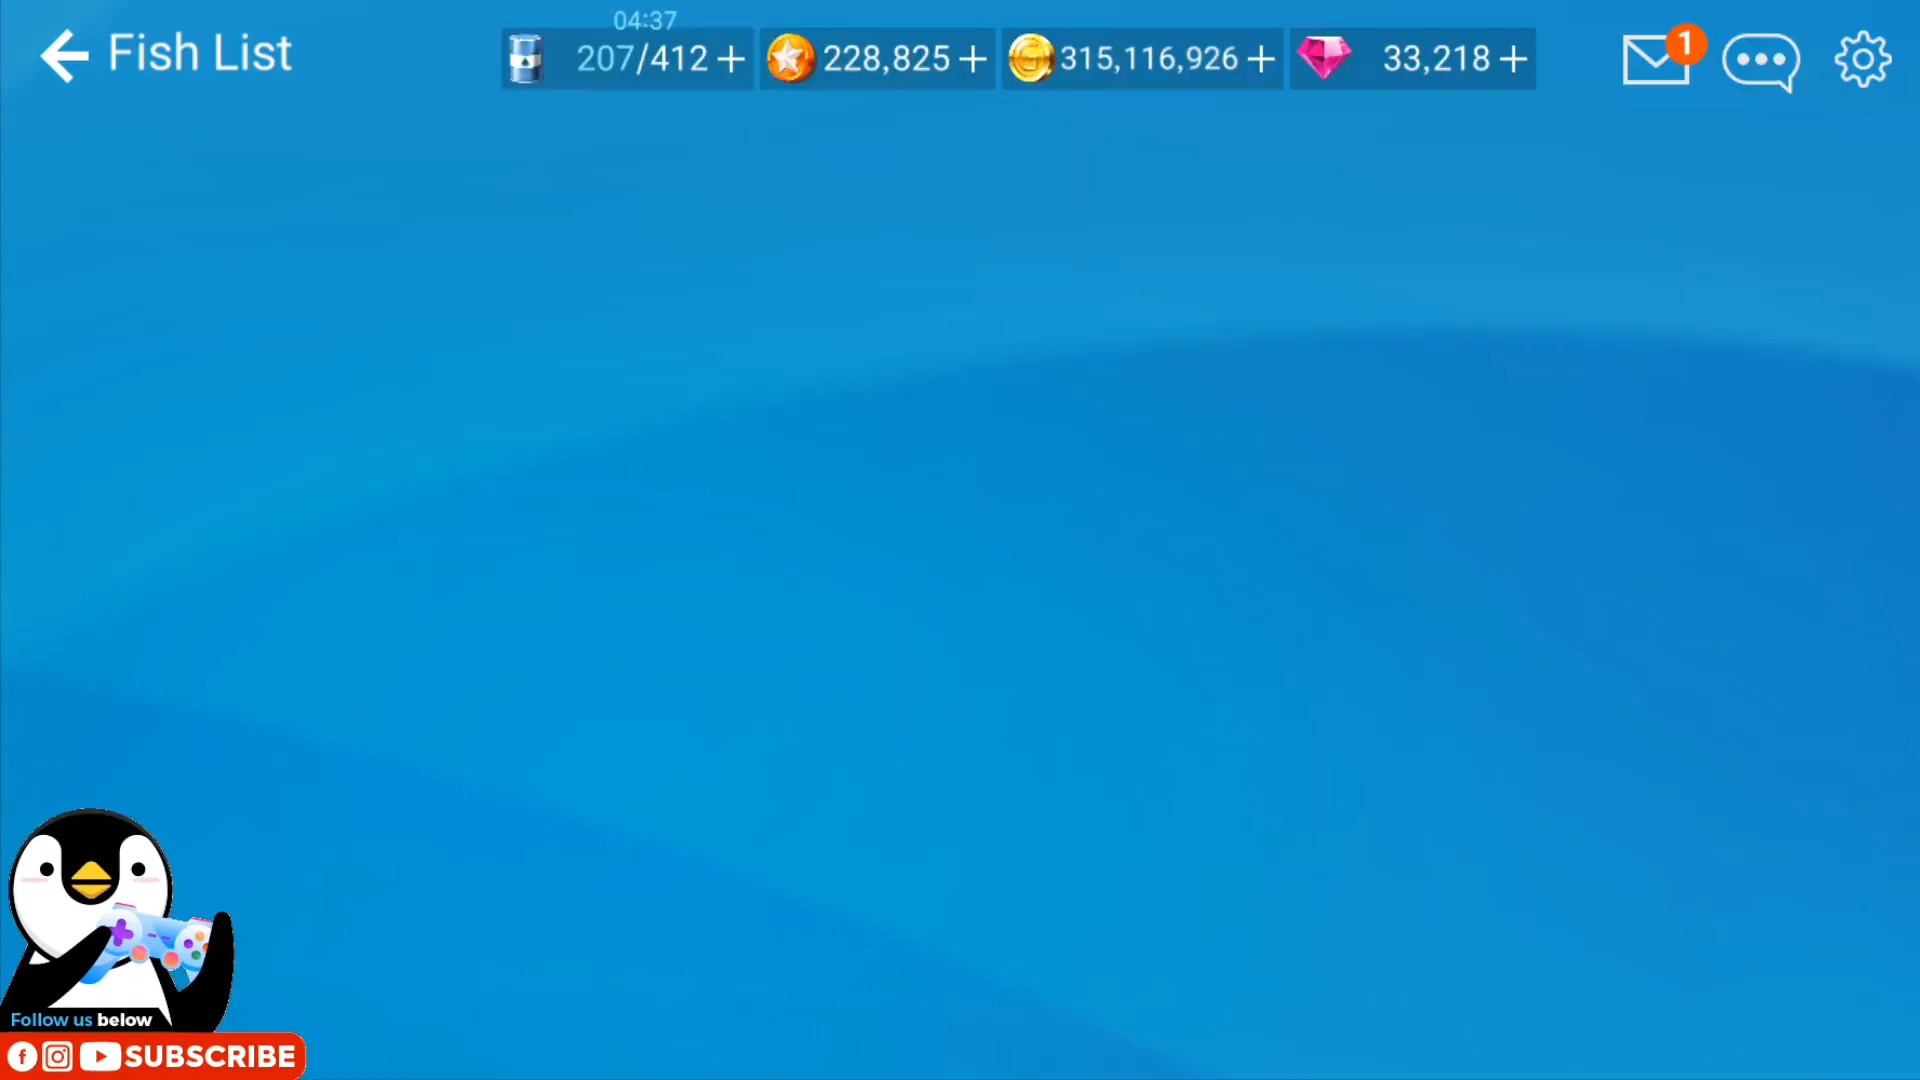 Fish List
04:37
207/412 +
228,825 +
315,116,926 +
33,218 +
1
Follow us below
SUBSCRIBE